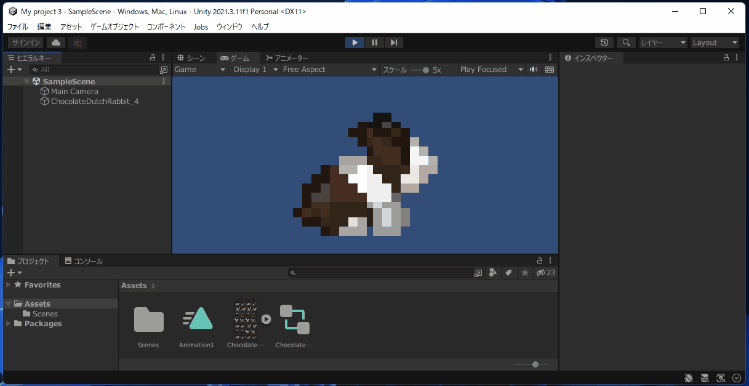 My project 3 - SampleScene - Windows, Mac, Linux - Unity 2021.3.11f1 Personal <DX11>
ファイル 編集 アセット ゲームオブジェクト コンポーネント Jobs ウィンドウ ヘルプ
サインイン レイヤー Layout
ヒエラルキー シーン ゲーム アニメーター インスペクター
All Game Display 1 Free Aspect スケール 5x Play Focused
SampleScene
Main Camera
ChocolateDutchRabbit_4
プロジェクト コンソール
23
Favorites Assets >
Assets
Scenes
Packages
Scenes Animation1 Chocolate… Chocolate…